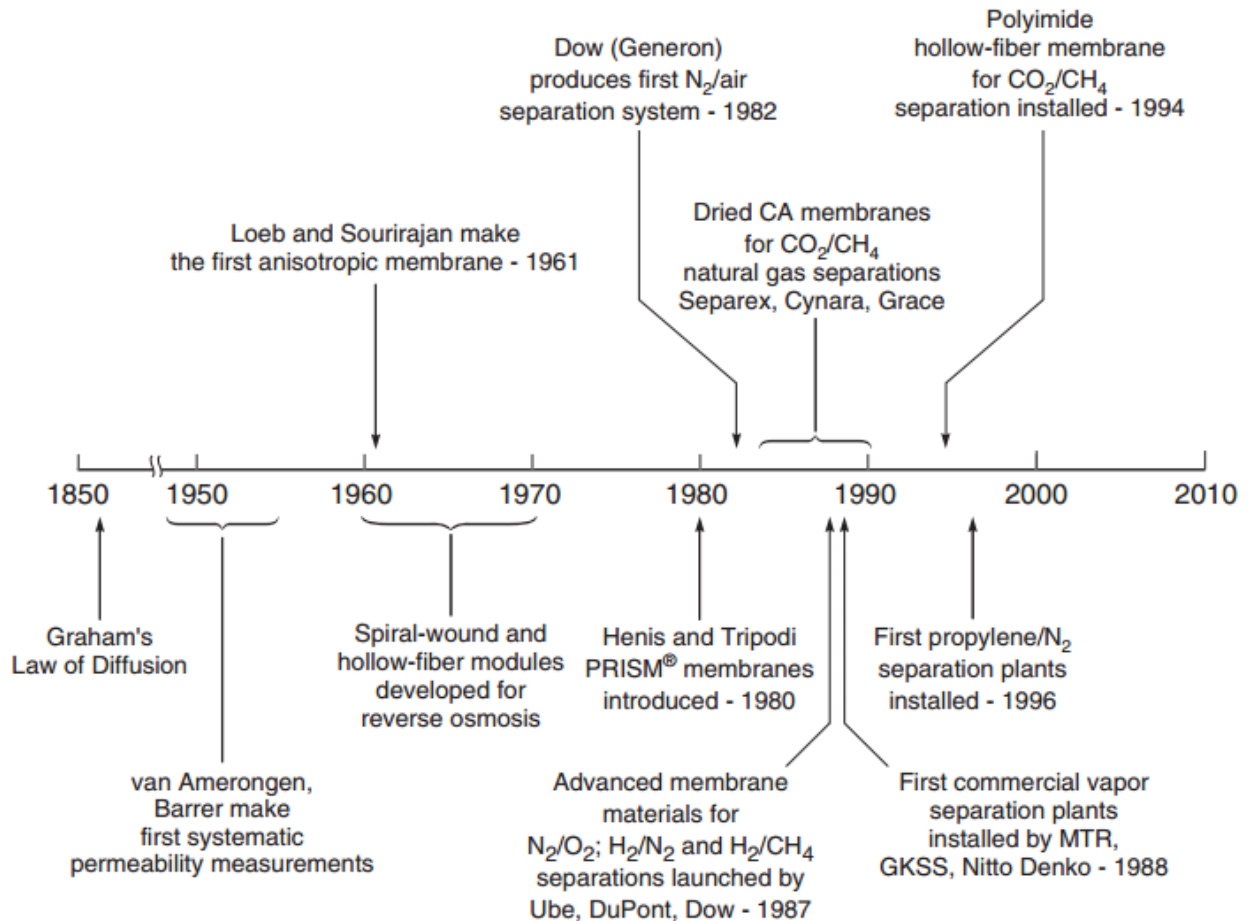 Dow (Generon)
produces first N₂/air
separation system - 1982
Polyimide
hollow-fiber membrane
for CO₂/CH₄
separation installed - 1994
Loeb and Sourirajan make
the first anisotropic membrane - 1961
Dried CA membranes
for CO₂/CH₄
natural gas separations
Separex, Cynara, Grace
1850 1950 1960 1970 1980 1990 2000 2010
Graham's
Law of Diffusion
van Amerongen,
Barrer make
first systematic
permeability measurements
Spiral-wound and
hollow-fiber modules
developed for
reverse osmosis
Henis and Tripodi
PRISM® membranes
introduced - 1980
Advanced membrane
materials for
N₂/O₂; H₂/N₂ and H₂/CH₄
separations launched by
Ube, DuPont, Dow - 1987
First propylene/N₂
separation plants
installed - 1996
First commercial vapor
separation plants
installed by MTR,
GKSS, Nitto Denko - 1988